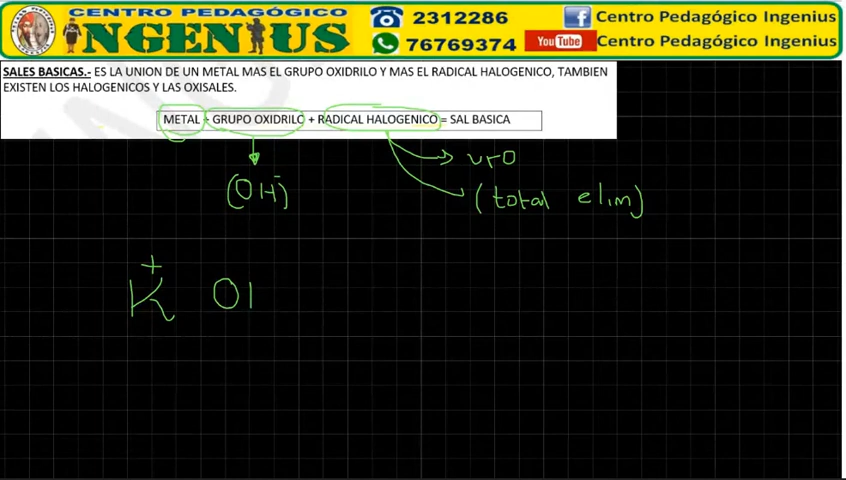 CENTRO PEDAGÓGICO
INGENIUS
2312286
76769374
Centro Pedagógico Ingenius
You Tube Centro Pedagógico Ingenius
SALES BASICAS.- ES LA UNION DE UN METAL MAS EL GRUPO OXIDRILO Y MAS EL RADICAL HALOGENICO, TAMBIEN
EXISTEN LOS HALOGENICOS Y LAS OXISALES.
METAL + GRUPO OXIDRILO + RADICAL HALOGENICO = SAL BASICA
uro
(OH⁻)
(total elim)
K⁺ OI